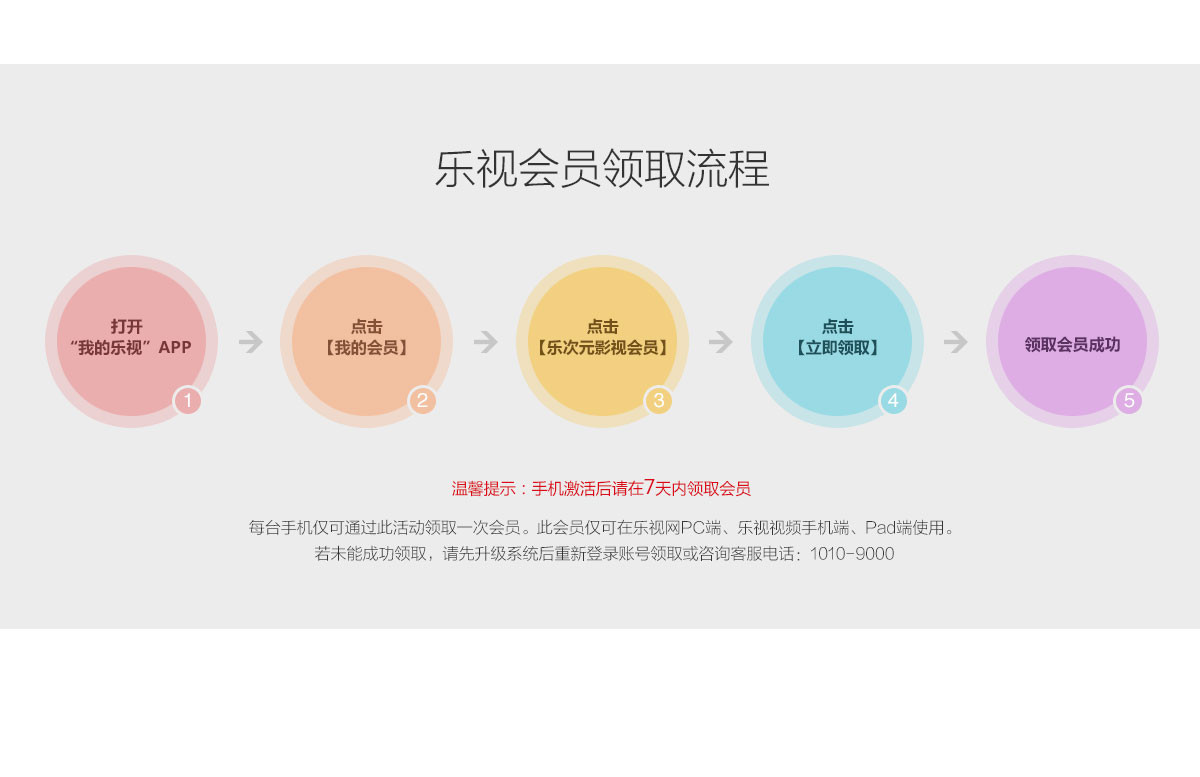 乐视会员领取流程
打开
“我的乐视” APP
1
点击
【我的会员】
2
点击
【乐次元影视会员】
3
点击
【立即领取】
4
领取会员成功
5
温馨提示：手机激活后请在7天内领取会员
每台手机仅可通过此活动领取一次会员。此会员仅可在乐视网PC端、乐视视频手机端、Pad端使用。
若未能成功领取，请先升级系统后重新登录账号领取或咨询客服电话：1010-9000